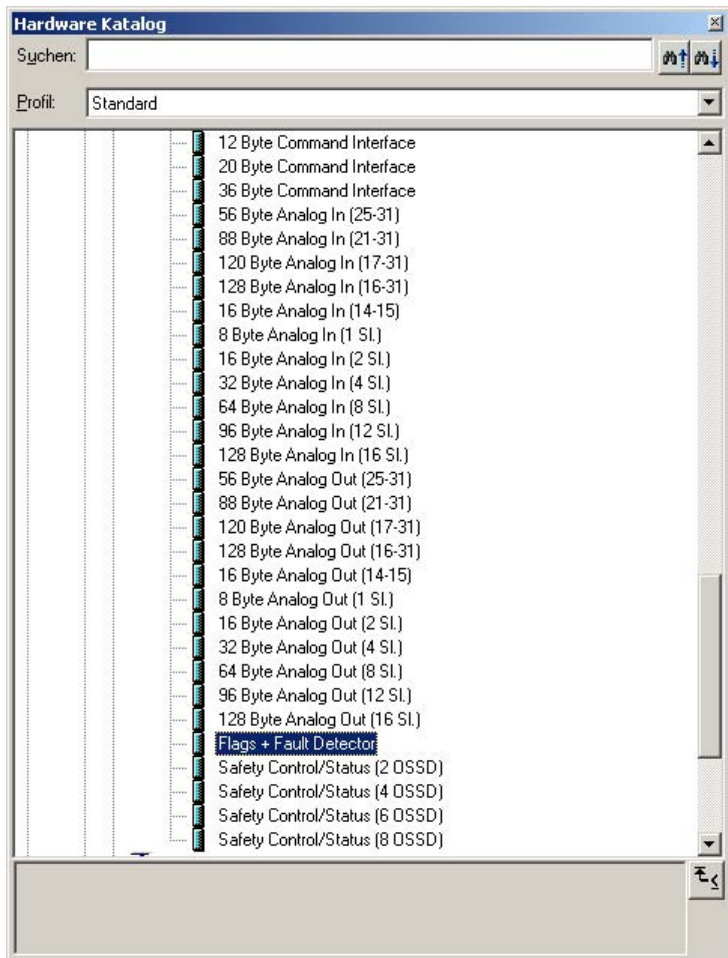 Hardware Katalog
Suchen:
Profil: Standard
12 Byte Command Interface
20 Byte Command Interface
36 Byte Command Interface
56 Byte Analog In (25-31)
88 Byte Analog In (21-31)
120 Byte Analog In (17-31)
128 Byte Analog In (16-31)
16 Byte Analog In (14-15)
8 Byte Analog In (1 Sl.)
16 Byte Analog In (2 Sl.)
32 Byte Analog In (4 Sl.)
64 Byte Analog In (8 Sl.)
96 Byte Analog In (12 Sl.)
128 Byte Analog In (16 Sl.)
56 Byte Analog Out (25-31)
88 Byte Analog Out (21-31)
120 Byte Analog Out (17-31)
128 Byte Analog Out (16-31)
16 Byte Analog Out (14-15)
8 Byte Analog Out (1 Sl.)
16 Byte Analog Out (2 Sl.)
32 Byte Analog Out (4 Sl.)
64 Byte Analog Out (8 Sl.)
96 Byte Analog Out (12 Sl.)
128 Byte Analog Out (16 Sl.)
Flags + Fault Detector
Safety Control/Status (2 OSSD)
Safety Control/Status (4 OSSD)
Safety Control/Status (6 OSSD)
Safety Control/Status (8 OSSD)